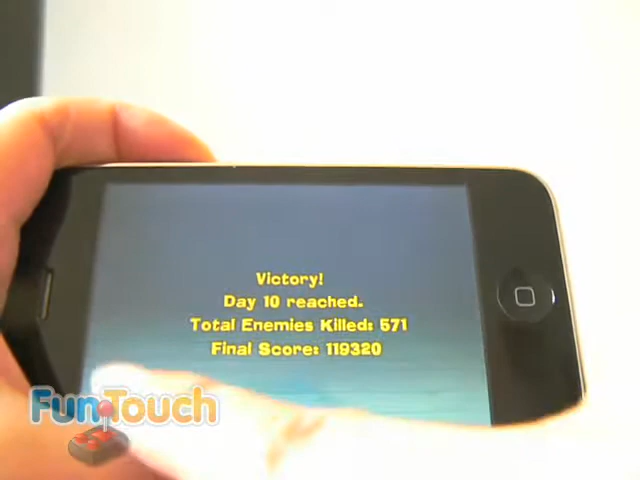 Victory!
Day 10 reached.
Total Enemies Killed: 571
Final Score: 119320
FunTouch